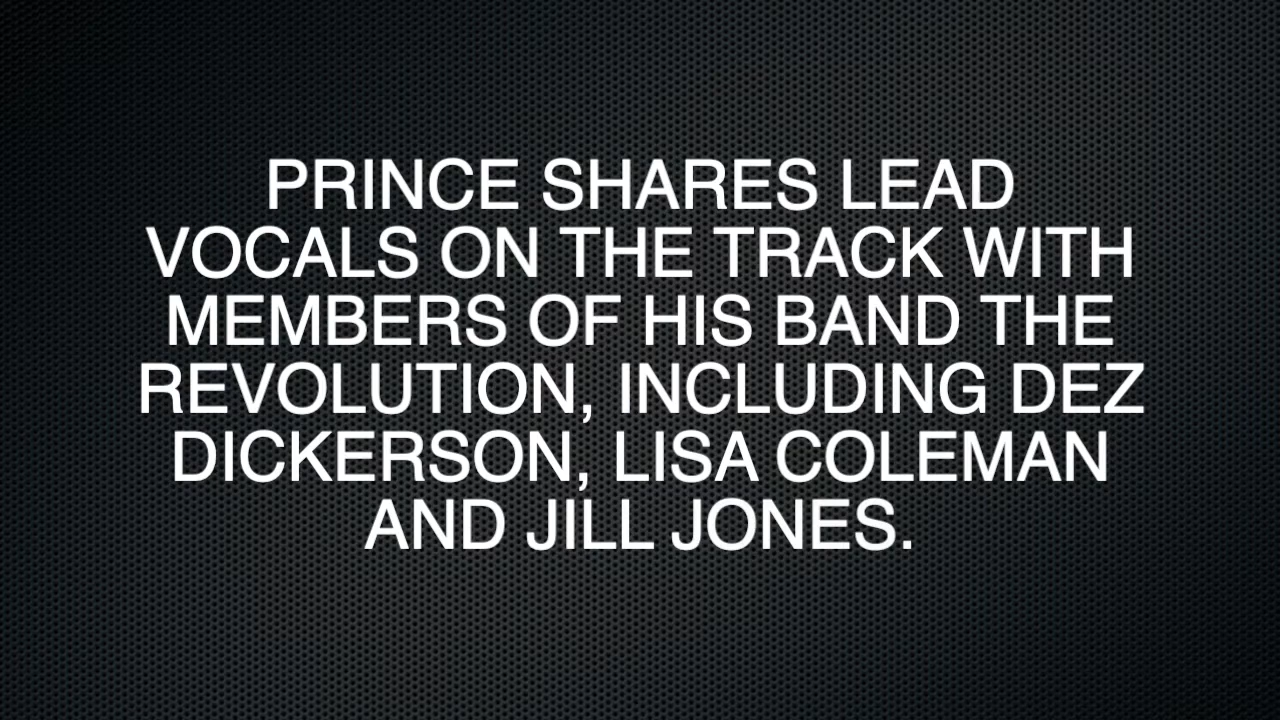 PRINCE SHARES LEAD
VOCALS ON THE TRACK WITH
MEMBERS OF HIS BAND THE
REVOLUTION, INCLUDING DEZ
DICKERSON, LISA COLEMAN
AND JILL JONES.